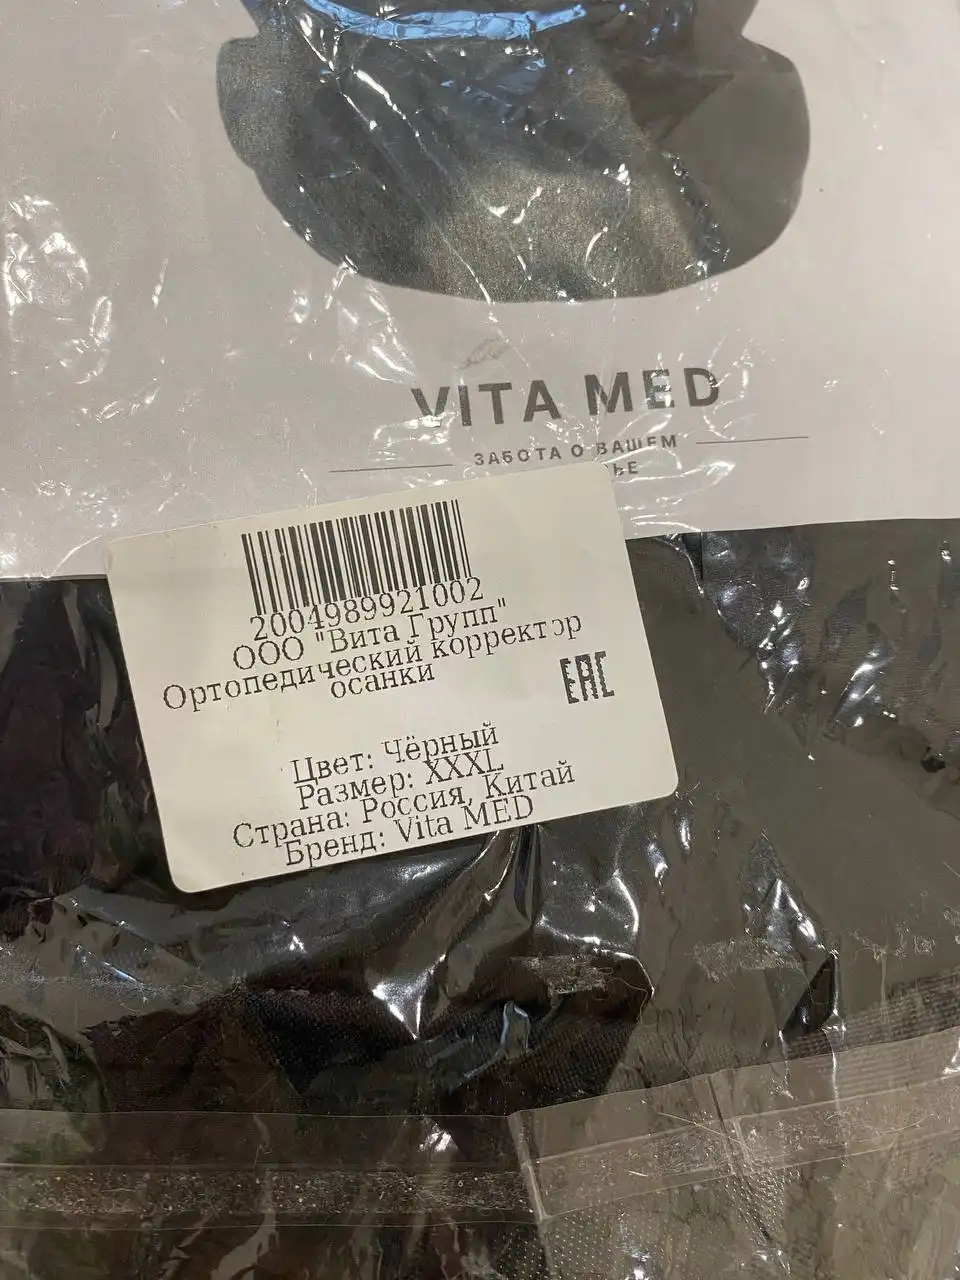 VITA MED
ЗАБОТА О ВАШЕМ
2004989921002
ООО "Вита Групп"
Ортопедический корректор
осанки
EAC
Цвет: Чёрный
Размер: XXXL
Страна: Россия, Китай
Бренд: Vita MED